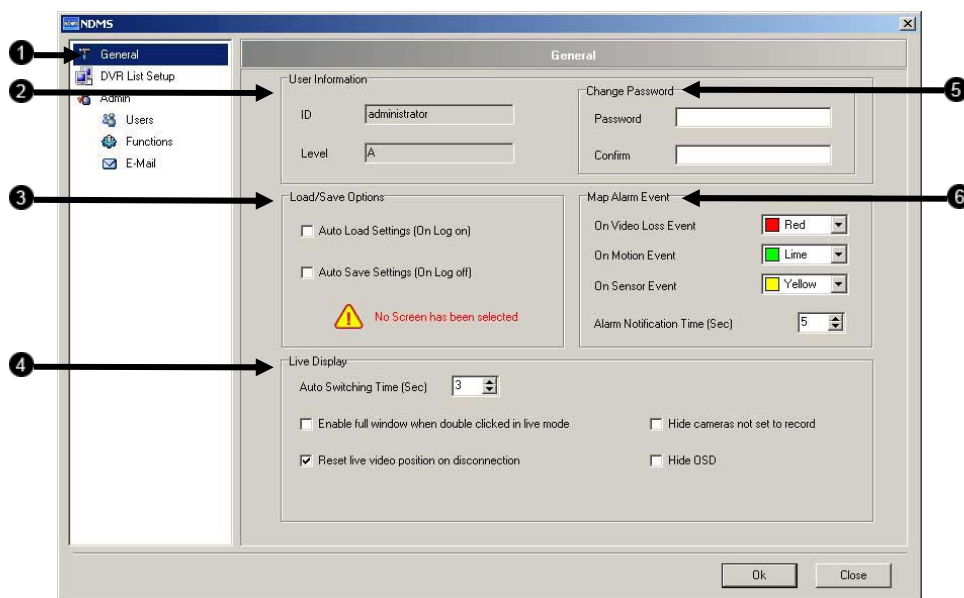 NDMS NDMS
1 General
General
DVR List Setup
2 Admin
Users
Functions
E-Mail
User Information
ID administrator
Level A
Change Password 5
Password
Confirm
3 Load/Save Options
Auto Load Settings (On Log on)
Auto Save Settings (On Log off)
No Screen has been selected
Map Alarm Event 6
On Video Loss Event Red
On Motion Event Lime
On Sensor Event Yellow
Alarm Notification Time (Sec) 5
4 Live Display
Auto Switching Time (Sec) 3
Enable full window when double clicked in live mode
Hide cameras not set to record
Reset live video position on disconnection
Hide OSD
Ok Close